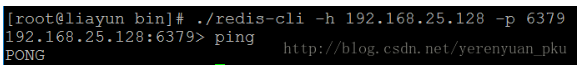 [root@liayun bin]# ./redis-cli -h 192.168.25.128 -p 6379
192.168.25.128:6379> ping
PONG
http://blog.csdn.net/yerenyuan_pku